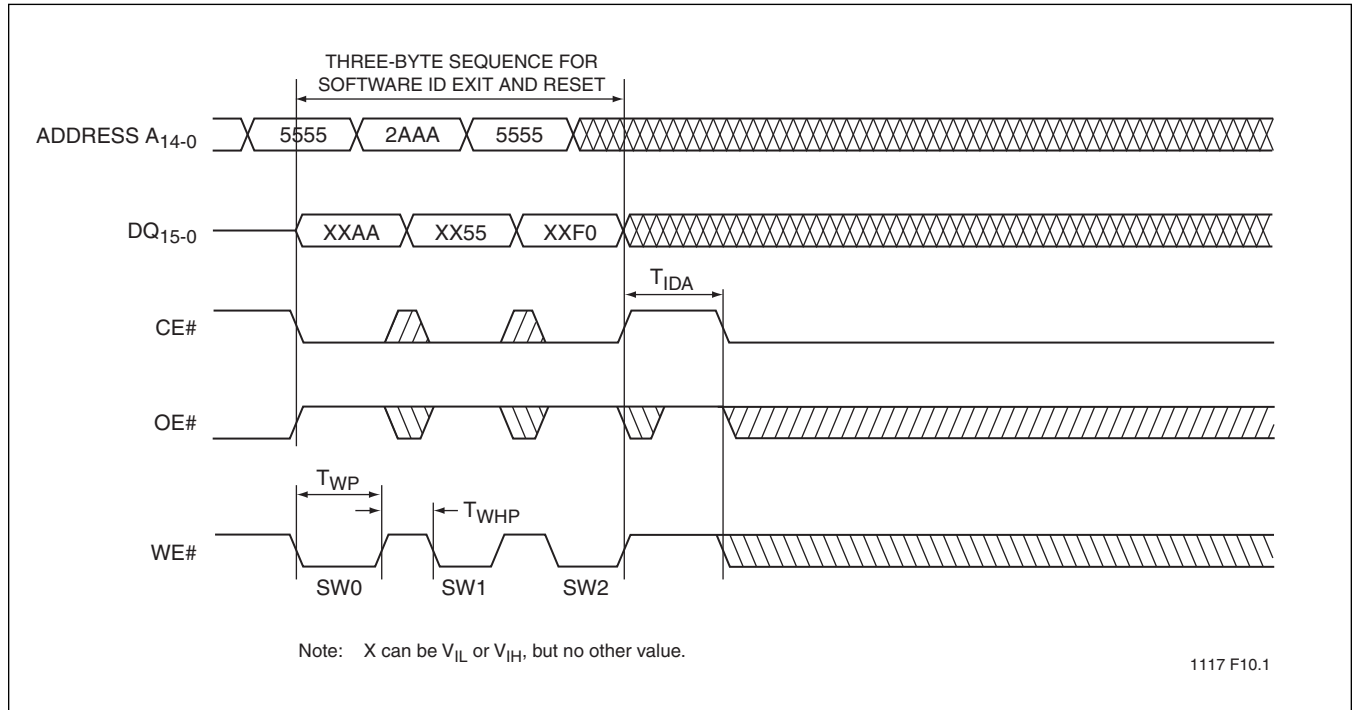 THREE-BYTE SEQUENCE FOR
SOFTWARE ID EXIT AND RESET
ADDRESS A14-0
5555
2AAA
5555
DQ15-0
XXAA
XX55
XXF0
TIDA
CE#
OE#
TWP
TWHP
WE#
SW0
SW1
SW2
Note: X can be VIL or VIH, but no other value.
1117 F10.1